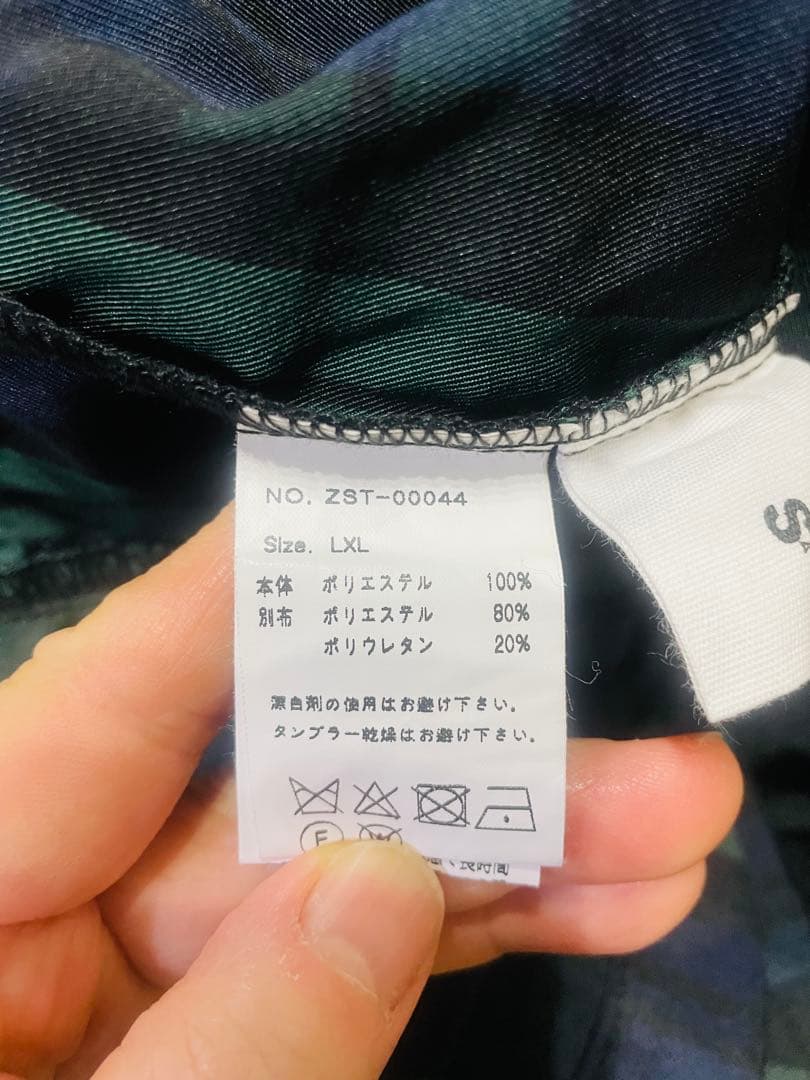 NO. ZST-00044
Size. LXL
本体 ポリエステル 100%
別布 ポリエステル 80%
ポリウレタン 20%
漂白剤の使用はお避け下さい。
タンブラー乾燥はお避け下さい。
F W
長時間
S